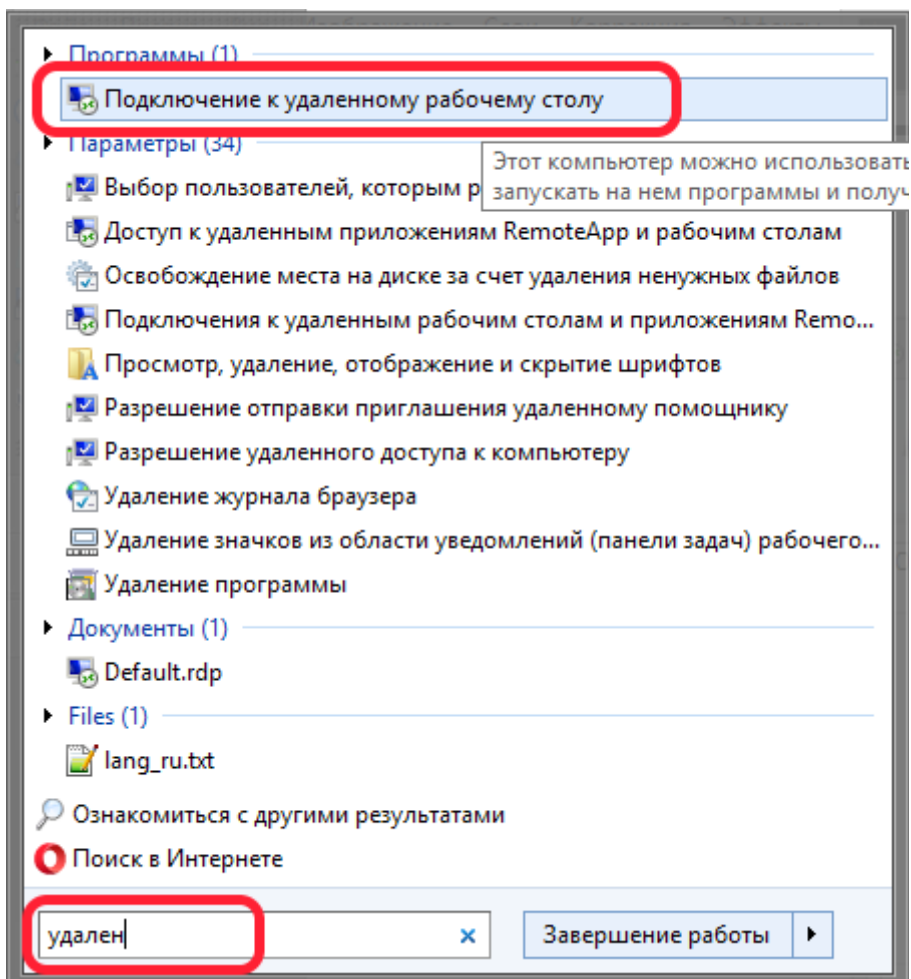 Программы (1)
Подключение к удаленному рабочему столу
Параметры (34)
Этот компьютер можно использовать
запускать на нем программы и получ
Выбор пользователей, которым р
Доступ к удаленным приложениям RemoteApp и рабочим столам
Освобождение места на диске за счет удаления ненужных файлов
Подключения к удаленным рабочим столам и приложениям Remo...
Просмотр, удаление, отображение и скрытие шрифтов
Разрешение отправки приглашения удаленному помощнику
Разрешение удаленного доступа к компьютеру
Удаление журнала браузера
Удаление значков из области уведомлений (панели задач) рабочего...
Удаление программы
Документы (1)
Default.rdp
Files (1)
lang_ru.txt
Ознакомиться с другими результатами
Поиск в Интернете
удален
Завершение работы